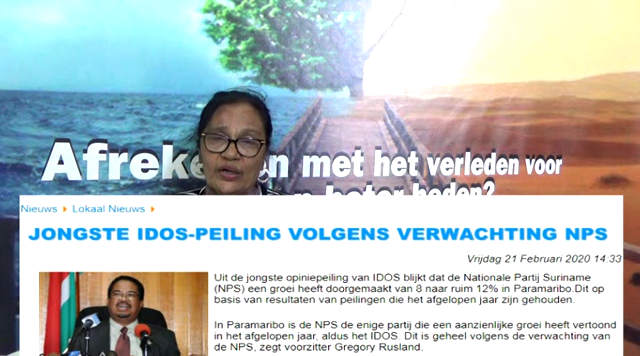 Afreke n met het verleden voor
n beter heden?
Nieuws Lokaal Nieuws
JONGSTE IDOS-PEILING VOLGENS VERWACHTING NPS
Vrijdag 21 Februari 2020 14:33
Uit de jongste opiniepeiling van IDOS blijkt dat de Nationale Partij Suriname
(NPS) een groei heeft doorgemaakt van 8 naar ruim 12% in Paramaribo.Dit op
basis van resultaten van peilingen die het afgelopen jaar zijn gehouden.
In Paramaribo is de NPS de enige partij die een aanzienlijke groei heeft vertoond
in het afgelopen jaar, aldus het IDOS. Dit is geheel volgens de verwachting van
de NPS, zegt voorzitter Gregory Rusland.